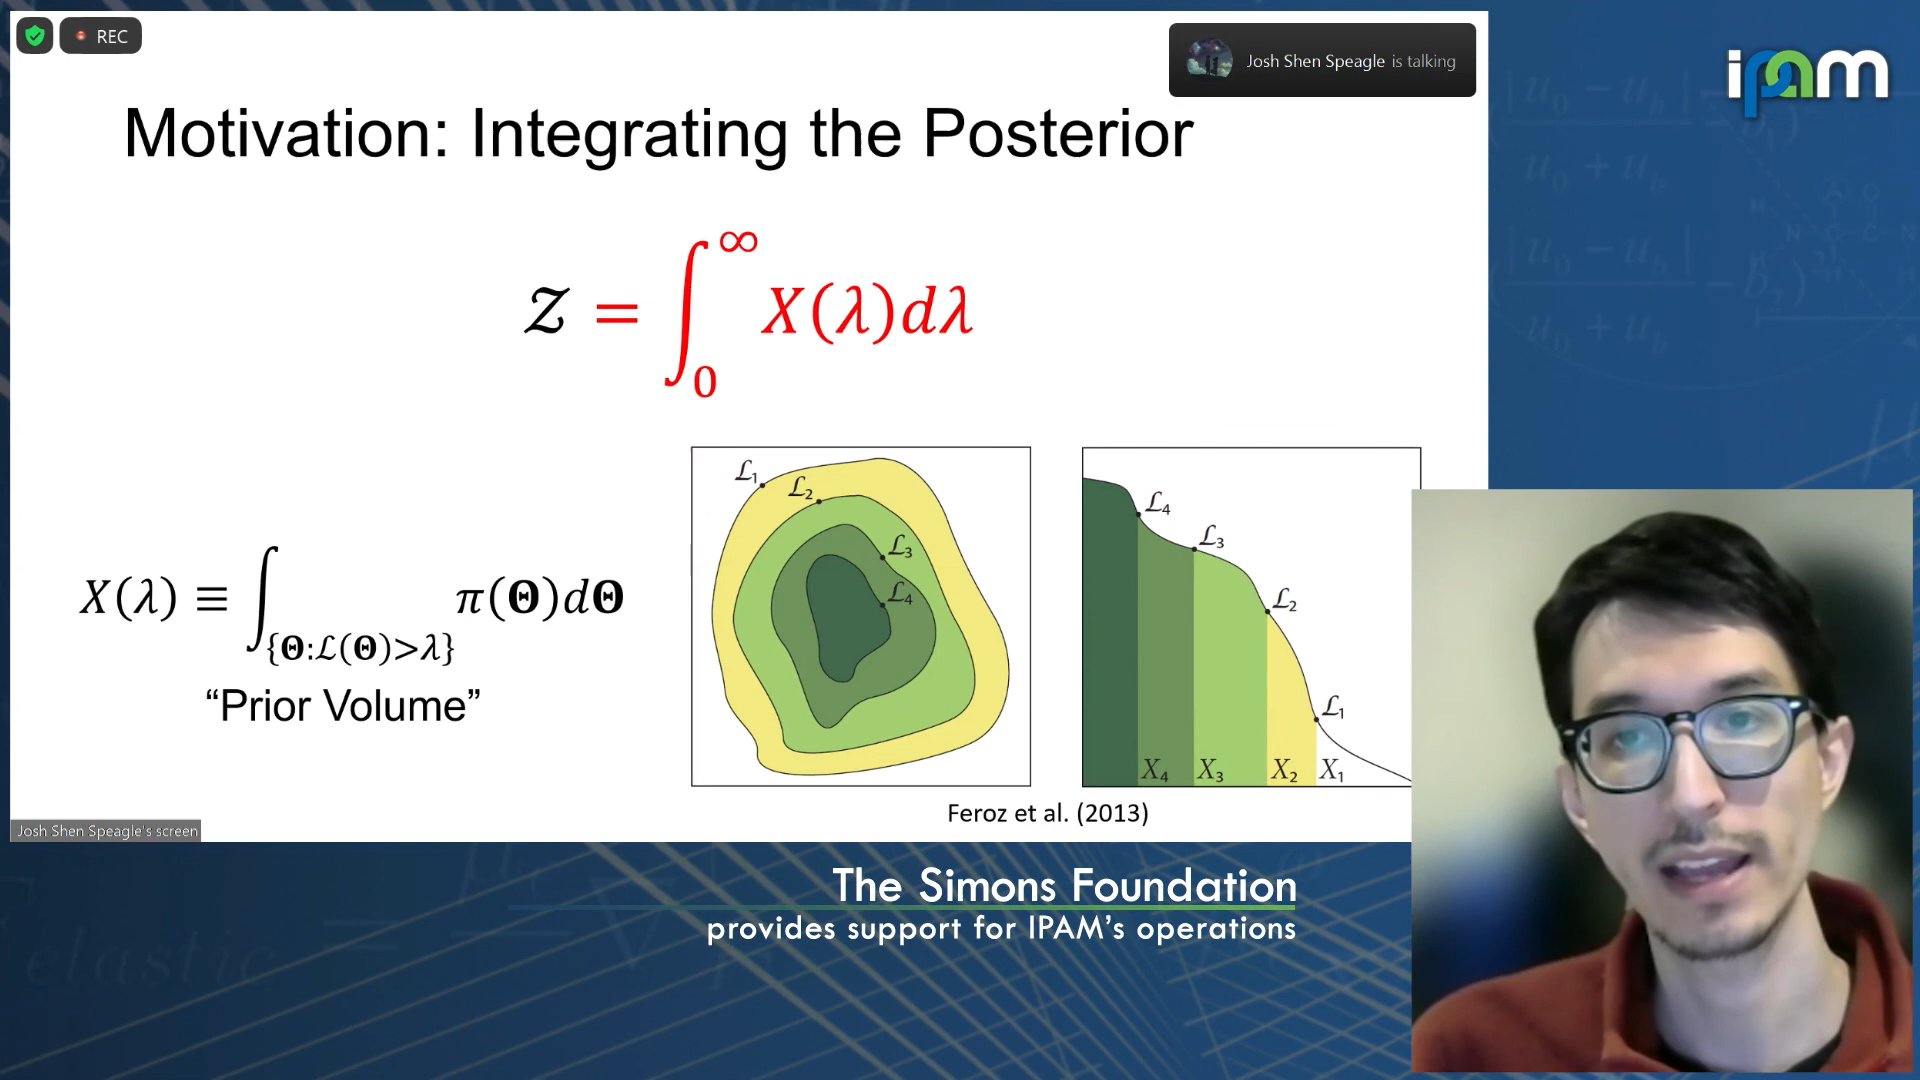 REC
Josh Shen Speagle is talking
ipam
Motivation: Integrating the Posterior
𝒵 = ∫₀^∞ X(λ)dλ
X(λ) ≡ ∫_{Θ:ℒ(Θ)>λ} π(Θ)dΘ
“Prior Volume”
ℒ₁
ℒ₂
ℒ₃
ℒ₄
ℒ₄
ℒ₃
ℒ₂
ℒ₁
X₄ X₃ X₂ X₁
Feroz et al. (2013)
Josh Shen Speagle's screen
The Simons Foundation
provides support for IPAM’s operations
elastic